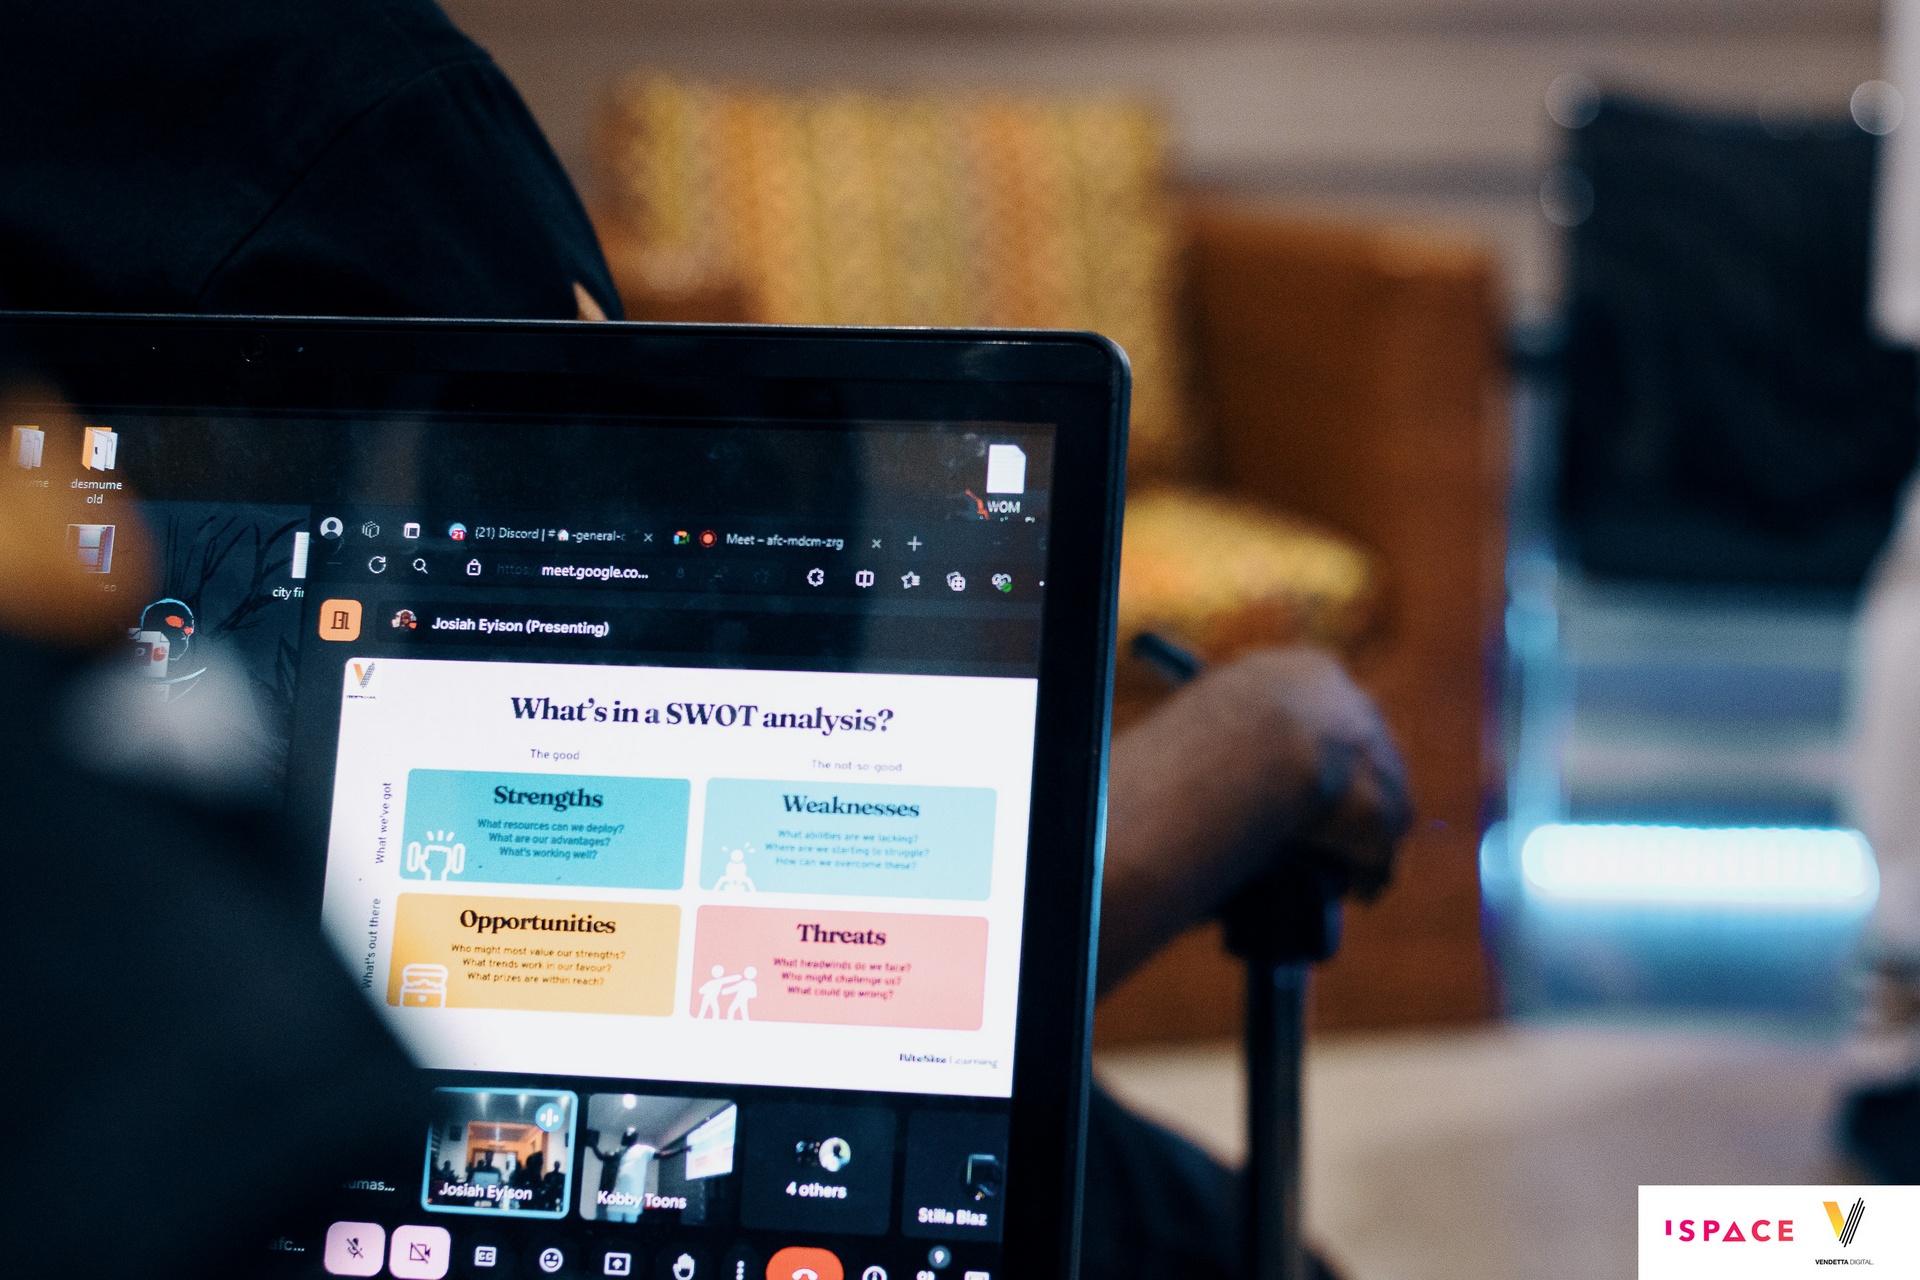 desmume
old
WOM
city fir
(21) Discord | #🏠-general-c
Meet – afc-mdcm-zrg
https:
meet.google.co...
Josiah Eyison (Presenting)
What's in a SWOT analysis?
The good
The not-so-good
What we've got
Strengths
What resources can we deploy?
What are our advantages?
What's working well?
Weaknesses
What abilities are we lacking?
Where are we starting to struggle?
How can we overcome these?
What's out there
Opportunities
Who might most value our strengths?
What trends work in our favour?
What prizes are within reach?
Threats
What headwinds do we face?
Who might challenge us?
What could go wrong?
BiteSize Learning
umas...
Josiah Eyison
Kobby Toons
4 others
Stilla Blaz
afc...
ISPACE
VENDETTA DIGITAL.